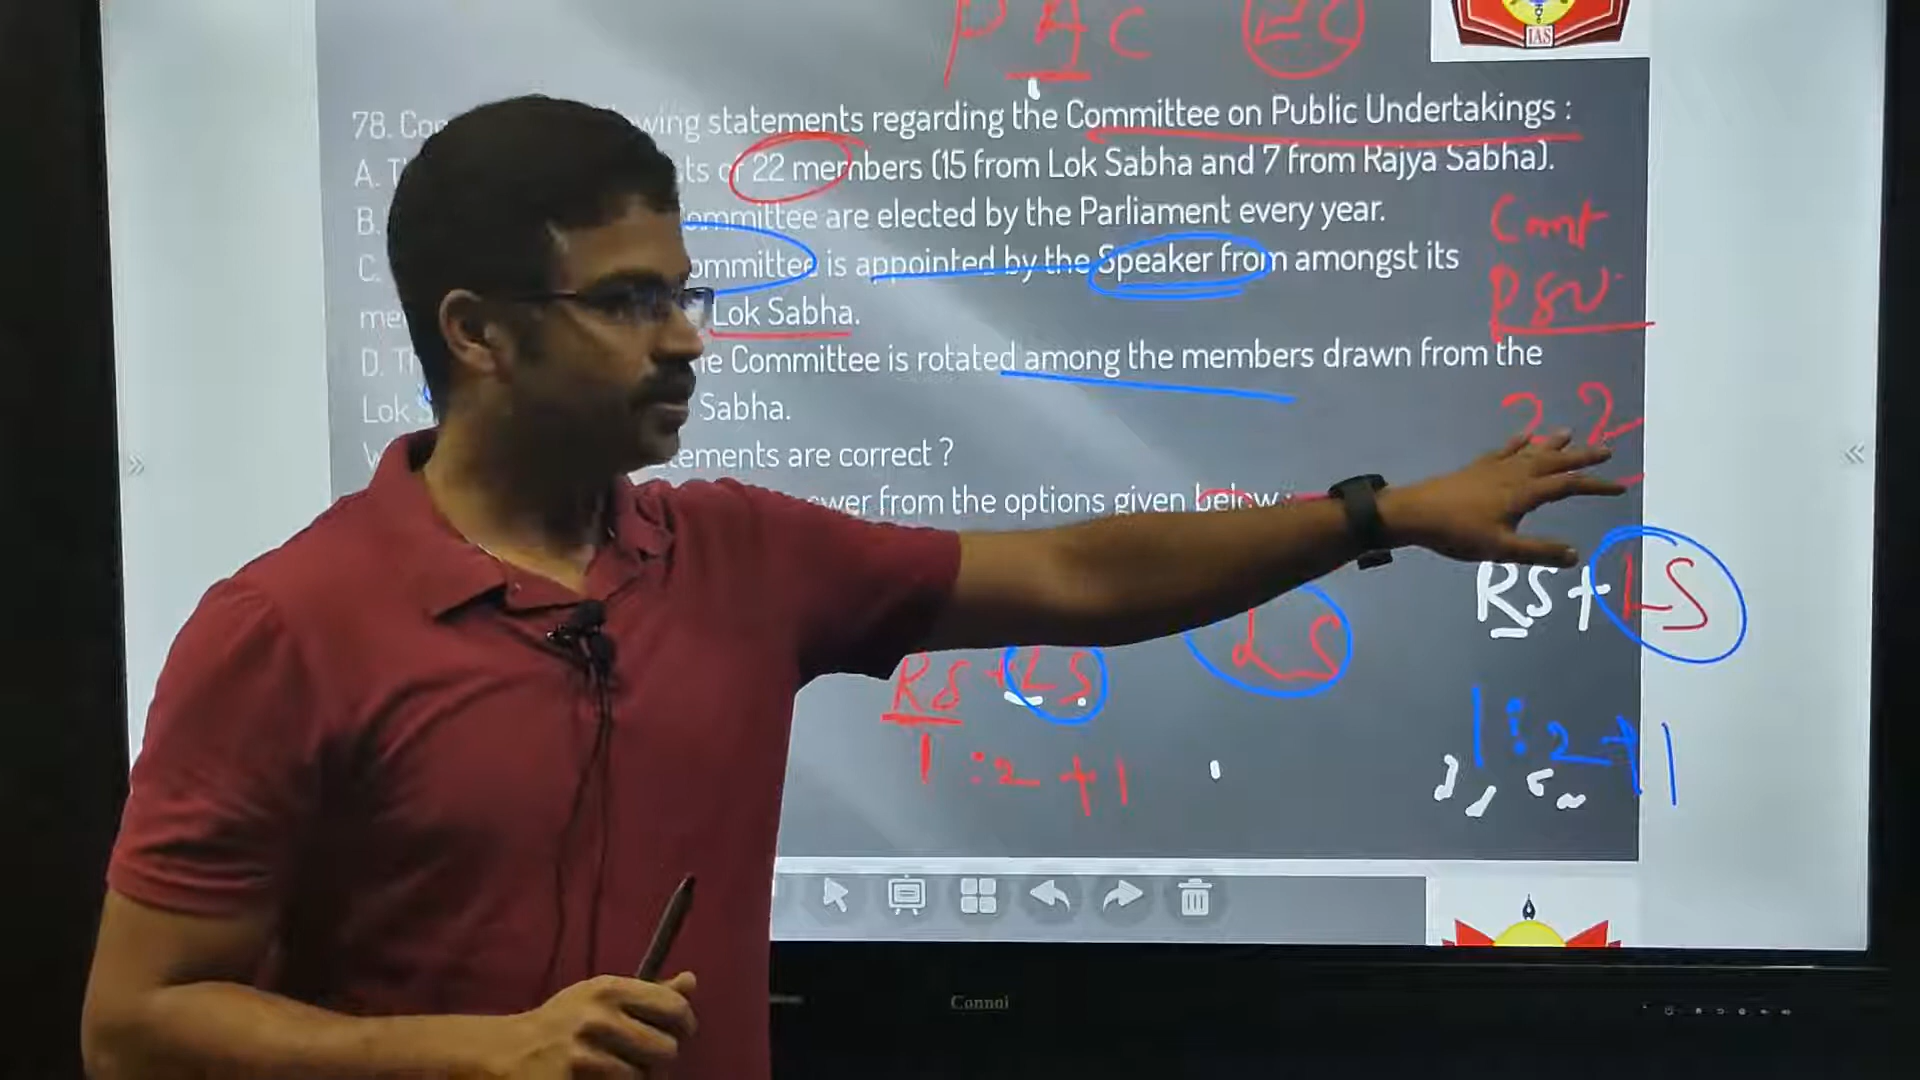 PAC EC
IAS
78. Con wing statements regarding the Committee on Public Undertakings :
A. T ts of 22 members (15 from Lok Sabha and 7 from Rajya Sabha).
B. ommittee are elected by the Parliament every year.
C. ommittee is appointed by the Speaker from amongst its
me Lok Sabha.
D. Th e Committee is rotated among the members drawn from the
Lok S Sabha.
W tements are correct ?
wer from the options given below :
PSU
22
RS + LS
1 : 2 + 1
LS
RS + LS
1 : 2 + 1
Connoi